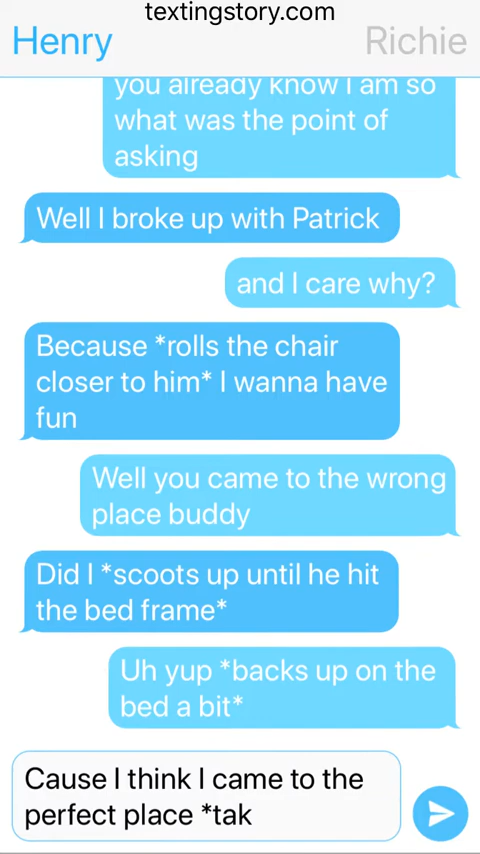 textingstory.com
Henry
Richie
you already know I am so
what was the point of
asking
Well I broke up with Patrick
and I care why?
Because *rolls the chair
closer to him* I wanna have
fun
Well you came to the wrong
place buddy
Did I *scoots up until he hit
the bed frame*
Uh yup *backs up on the
bed a bit*
Cause I think I came to the
perfect place *tak